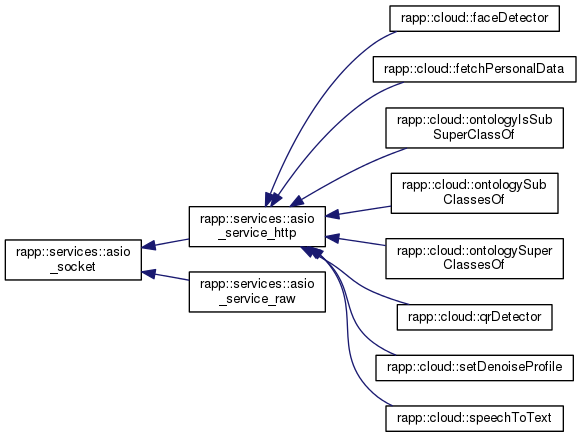 rapp::cloud::faceDetector
rapp::cloud::fetchPersonalData
rapp::cloud::ontologyIsSub
SuperClassOf
rapp::cloud::ontologySub
ClassesOf
rapp::services::asio
_service_http
rapp::services::asio
_socket
rapp::cloud::ontologySuper
ClassesOf
rapp::services::asio
_service_raw
rapp::cloud::qrDetector
rapp::cloud::setDenoiseProfile
rapp::cloud::speechToText